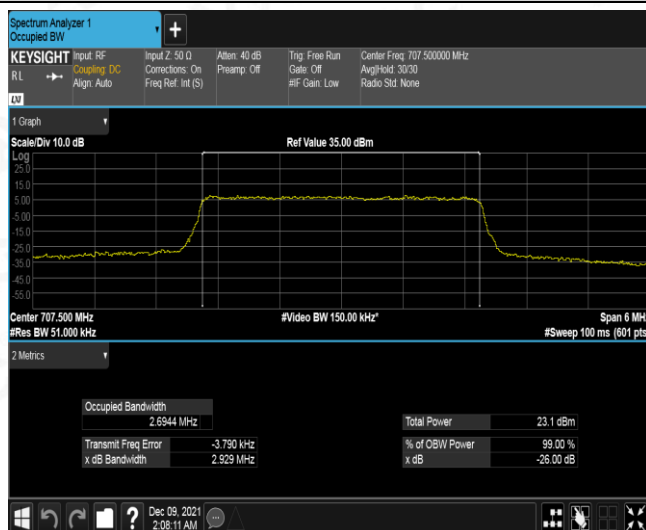 Spectrum Analyzer 1
Occupied BW
+
KEYSIGHT Input: RF Input Z: 50 Ω Atten: 40 dB Trig: Free Run Center Freq: 707.500000 MHz
RL Coupling: DC Corrections: On Preamp: Off Gate: Off Avg|Hold: 30/30
Align: Auto Freq Ref: Int (S) #IF Gain: Low Radio Std: None
LXI
1 Graph
Scale/Div 10.0 dB Ref Value 35.00 dBm
Log
25.0
15.0
5.00
-5.00
-15.0
-25.0
-35.0
-45.0
-55.0
Center 707.500 MHz #Video BW 150.00 kHz* Span 6 MHz
#Res BW 51.000 kHz #Sweep 100 ms (601 pts)
2 Metrics
Occupied Bandwidth
2.6944 MHz Total Power 23.1 dBm
Transmit Freq Error -3.790 kHz % of OBW Power 99.00 %
x dB Bandwidth 2.929 MHz x dB -26.00 dB
? Dec 09, 2021
2:08:11 AM